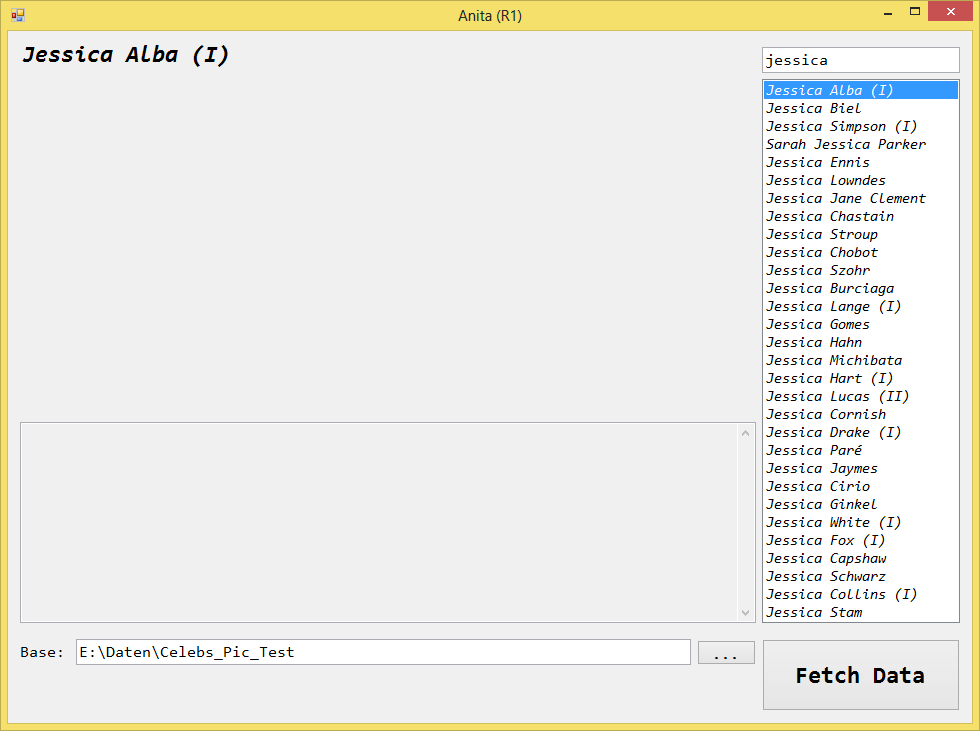 Anita (R1)
Jessica Alba (I)
jessica
Jessica Alba (I)
Jessica Biel
Jessica Simpson (I)
Sarah Jessica Parker
Jessica Ennis
Jessica Lowndes
Jessica Jane Clement
Jessica Chastain
Jessica Stroup
Jessica Chobot
Jessica Szohr
Jessica Burciaga
Jessica Lange (I)
Jessica Gomes
Jessica Hahn
Jessica Michibata
Jessica Hart (I)
Jessica Lucas (II)
Jessica Cornish
Jessica Drake (I)
Jessica Paré
Jessica Jaymes
Jessica Cirio
Jessica Ginkel
Jessica White (I)
Jessica Fox (I)
Jessica Capshaw
Jessica Schwarz
Jessica Collins (I)
Jessica Stam
Base: E:\Daten\Celebs_Pic_Test ...
Fetch Data